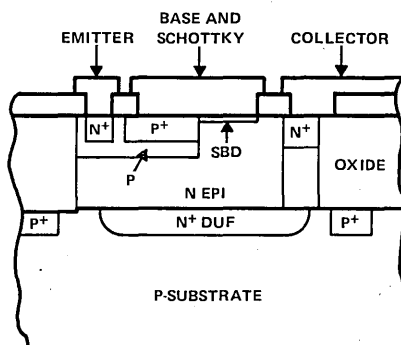 EMITTER
BASE AND
SCHOTTKY
COLLECTOR
N+
P+
SBD
N+
P
N EPI
OXIDE
P+
N+ DUF
P+
P-SUBSTRATE